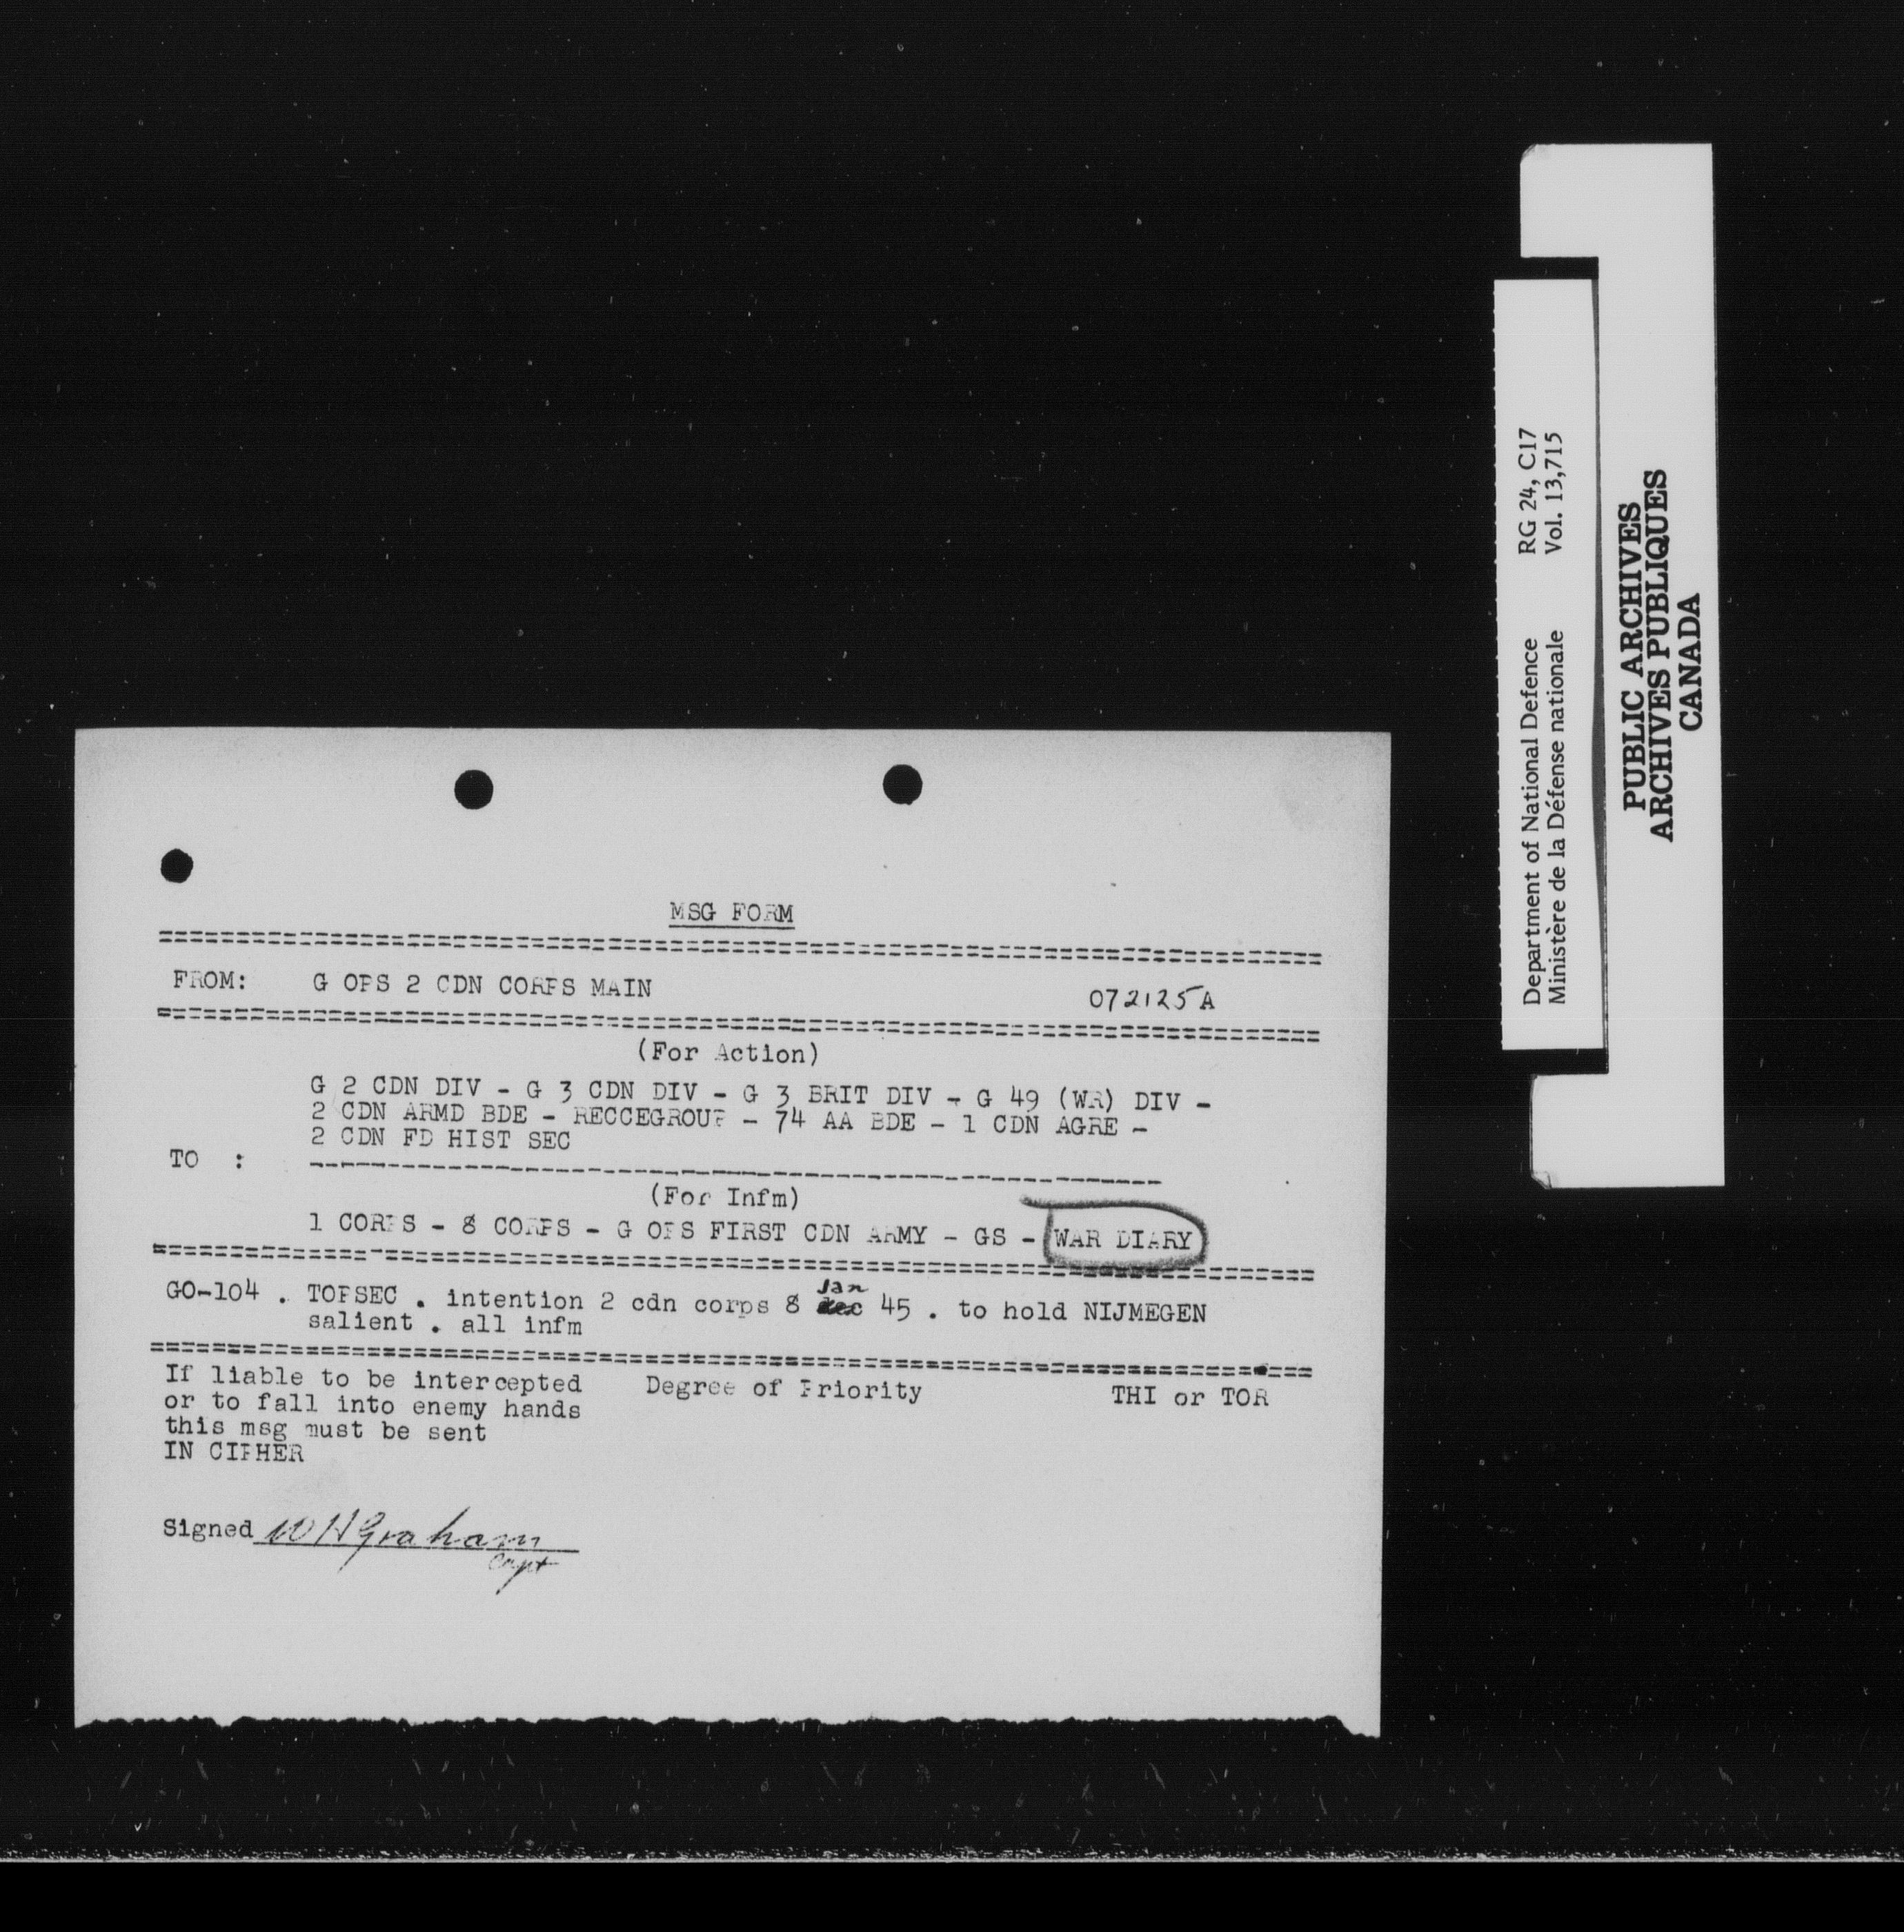 MSG FORM
FROM: G OPS 2 CDN CORPS MAIN 072125A
(For Action)
G 2 CDN DIV - G 3 CDN DIV - G 3 BRIT DIV - G 49 (WR) DIV -
2 CDN ARMD BDE - RECCEGROUP - 74 AA BDE - 1 CDN AGRE -
2 CDN FD HIST SEC
TO :
(For Infm)
1 CORPS - 8 CORPS - G OPS FIRST CDN ARMY - GS - WAR DIARY
GO-104 . TOPSEC . intention 2 cdn corps 8 dec Jan 45 . to hold NIJMEGEN
salient . all infm
If liable to be intercepted
or to fall into enemy hands
this msg must be sent
IN CIPHER
Degree of Priority
THI or TOR
Signed W H Graham
Capt
Department of National Defence RG 24, C17
Ministère de la Défense nationale Vol. 13,715
PUBLIC ARCHIVES
ARCHIVES PUBLIQUES
CANADA